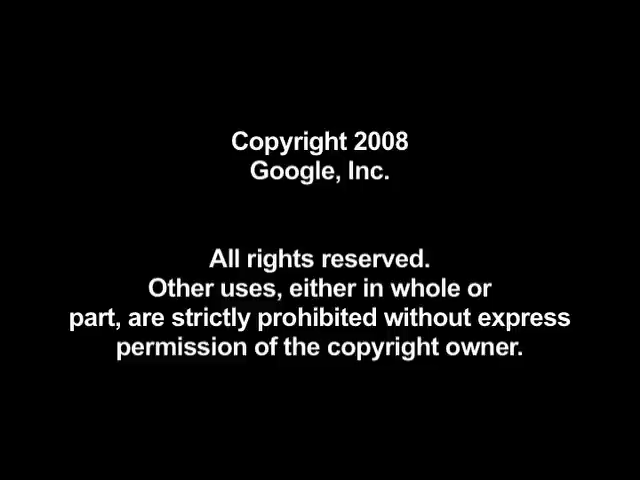 Copyright 2008
Google, Inc.
All rights reserved.
Other uses, either in whole or
part, are strictly prohibited without express
permission of the copyright owner.